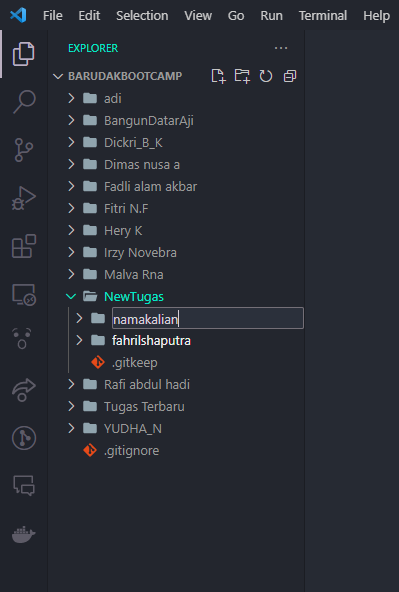 File Edit Selection View Go Run Terminal Help
EXPLORER
BARUDAKBOOTCAMP
adi
BangunDatarAji
Dickri_B_K
Dimas nusa a
Fadli alam akbar
Fitri N.F
Hery K
Irzy Novebra
Malva Rna
NewTugas
namakalian
fahrilshaputra
.gitkeep
Rafi abdul hadi
Tugas Terbaru
YUDHA_N
.gitignore